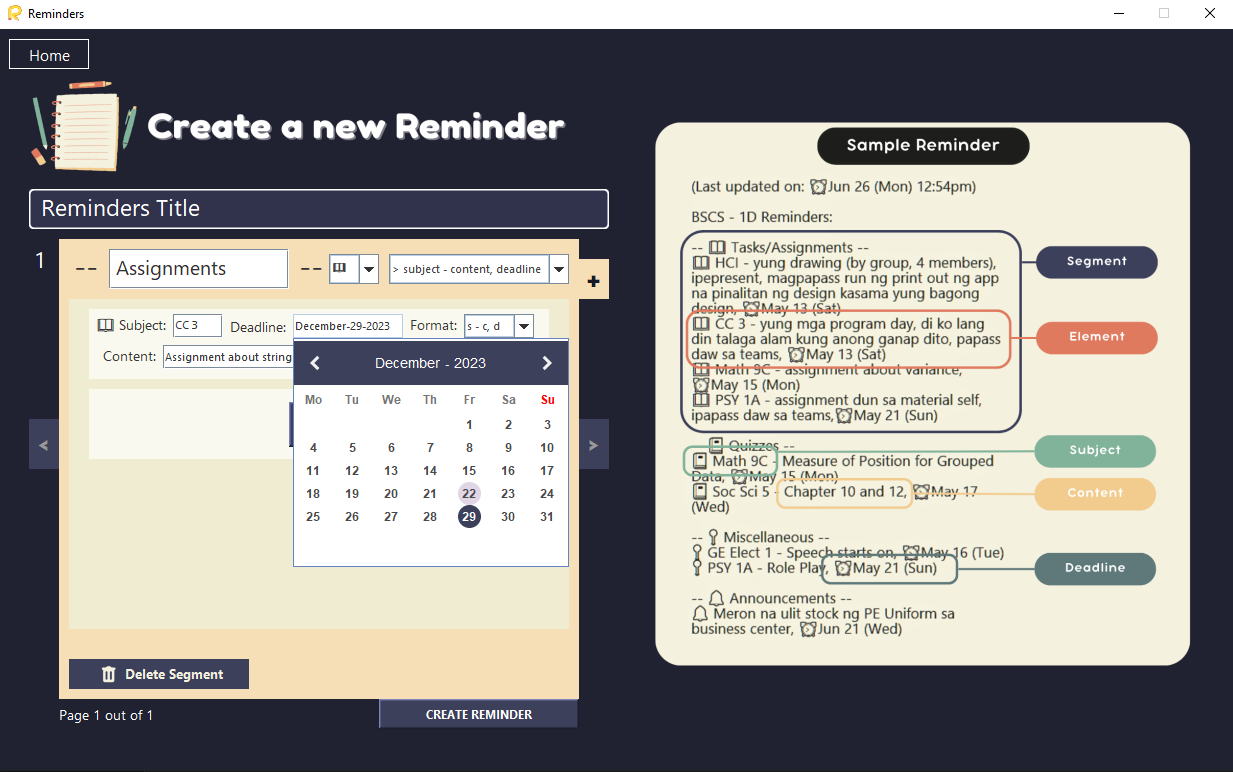 Reminders
Home
Create a new Reminder
Reminders Title
1
-- Assignments -- > subject - content, deadline
+
Subject: CC 3 Deadline: December-29-2023 Format: s - c, d
Content: Assignment about string
December - 2023
Mo Tu We Th Fr Sa Su
1 2 3
4 5 6 7 8 9 10
11 12 13 14 15 16 17
18 19 20 21 22 23 24
25 26 27 28 29 30 31
< >
Delete Segment
Page 1 out of 1
CREATE REMINDER
Sample Reminder
(Last updated on: Jun 26 (Mon) 12:54pm)
BSCS - 1D Reminders:
-- Tasks/Assignments --
HCI - yung drawing (by group, 4 members),
ipepresent, magpapass run ng print out ng app
na pinalitan ng design kasama yung bagong
design, May 13 (Sat)
CC 3 - yung mga program day, di ko lang
din talaga alam kung anong ganap dito, papass
daw sa teams, May 13 (Sat)
Math 9C - assignment about variance,
May 15 (Mon)
PSY 1A - assignment dun sa material self,
ipapass daw sa teams, May 21 (Sun)
-- Quizzes --
Math 9C - Measure of Position for Grouped
Data, May 15 (Mon)
Soc Sci 5 - Chapter 10 and 12, May 17
(Wed)
-- Miscellaneous --
GE Elect 1 - Speech starts on, May 16 (Tue)
PSY 1A - Role Play, May 21 (Sun)
-- Announcements --
Meron na ulit stock ng PE Uniform sa
business center, Jun 21 (Wed)
Segment
Element
Subject
Content
Deadline